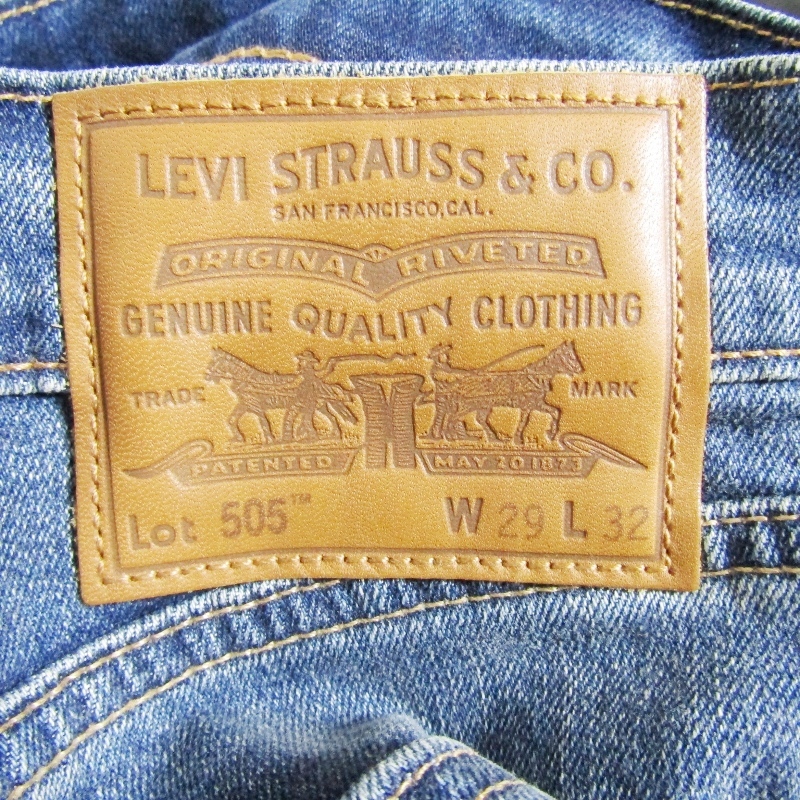 LEVI STRAUSS & CO.
SAN FRANCISCO, CAL.
ORIGINAL RIVETED
GENUINE QUALITY CLOTHING
TRADE MARK
PATENTED MAY 20 1873
Lot 505™ W 29 L 32